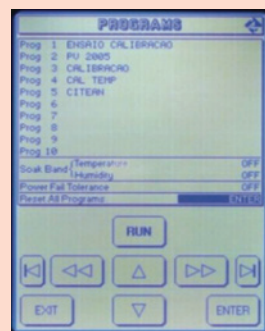 PROGRAMS
Prog 1 ENSAIO CALIBRACAO
Prog 2 PV 2005
Prog 3 CALIBRACAO
Prog 4 CAL TEMP
Prog 5 CITEAN
Prog 6
Prog 7
Prog 8
Prog 9
Prog 10
Soak Band Temperature OFF
Humidity OFF
Power Fail Tolerance OFF
Reset All Programs ENTER
RUN
EXIT ENTER